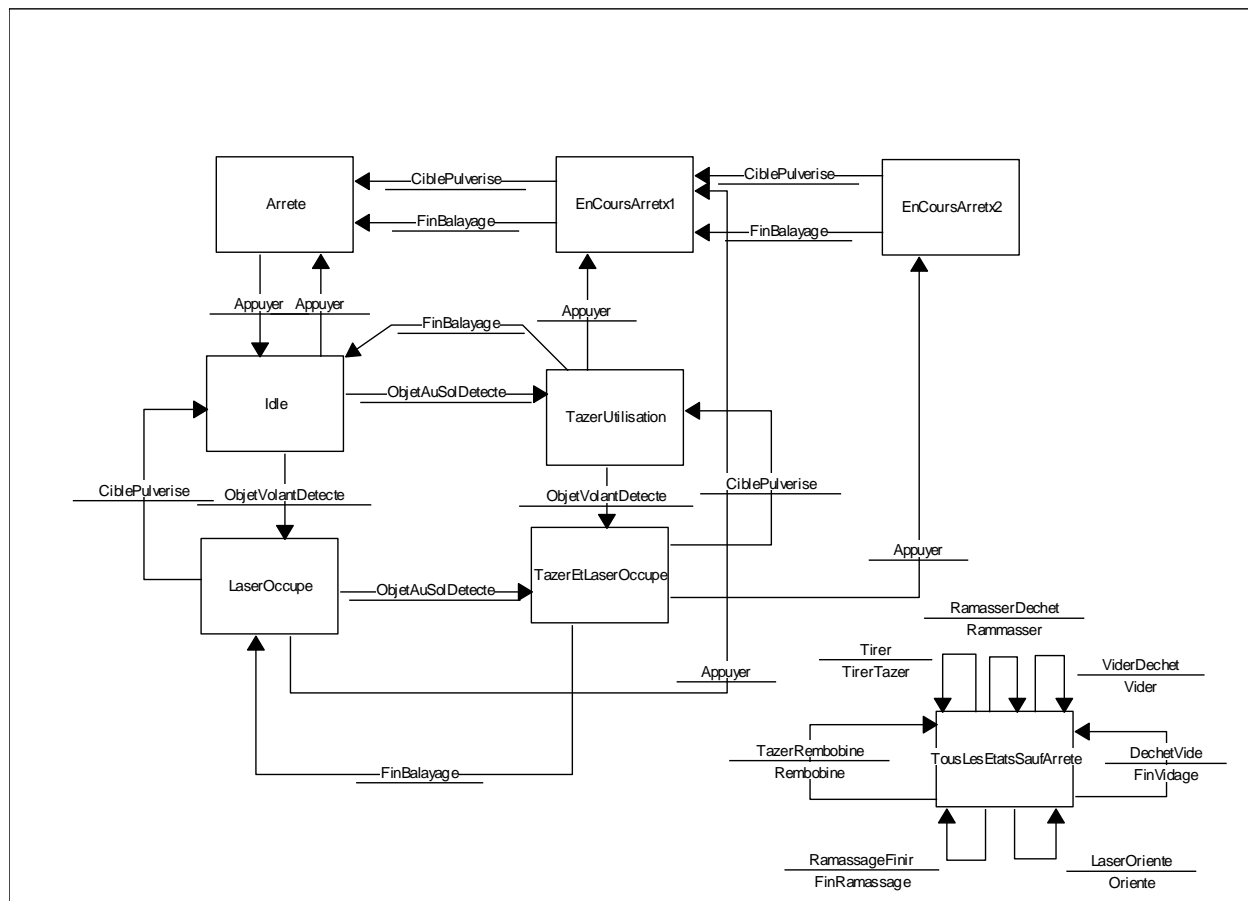 CiblePulverise
CiblePulverise
Arrete
EnCoursArretx1
EnCoursArretx2
FinBalayage
FinBalayage
Appuyer
Appuyer
Appuyer
FinBalayage
Idle
ObjetAuSolDetecte
TazerUtilisation
CiblePulverise
ObjetVolantDetecte
ObjetVolantDetecte
CiblePulverise
Appuyer
LaserOccupe
ObjetAuSolDetecte
TazerEtLaserOccupe
RamasserDechet
Rammasser
Tirer
TirerTazer
ViderDechet
Vider
Appuyer
TazerRembobine
Rembobine
TousLesEtatsSaufArrete
DechetVide
FinVidage
FinBalayage
RamassageFinir
FinRamassage
LaserOriente
Oriente